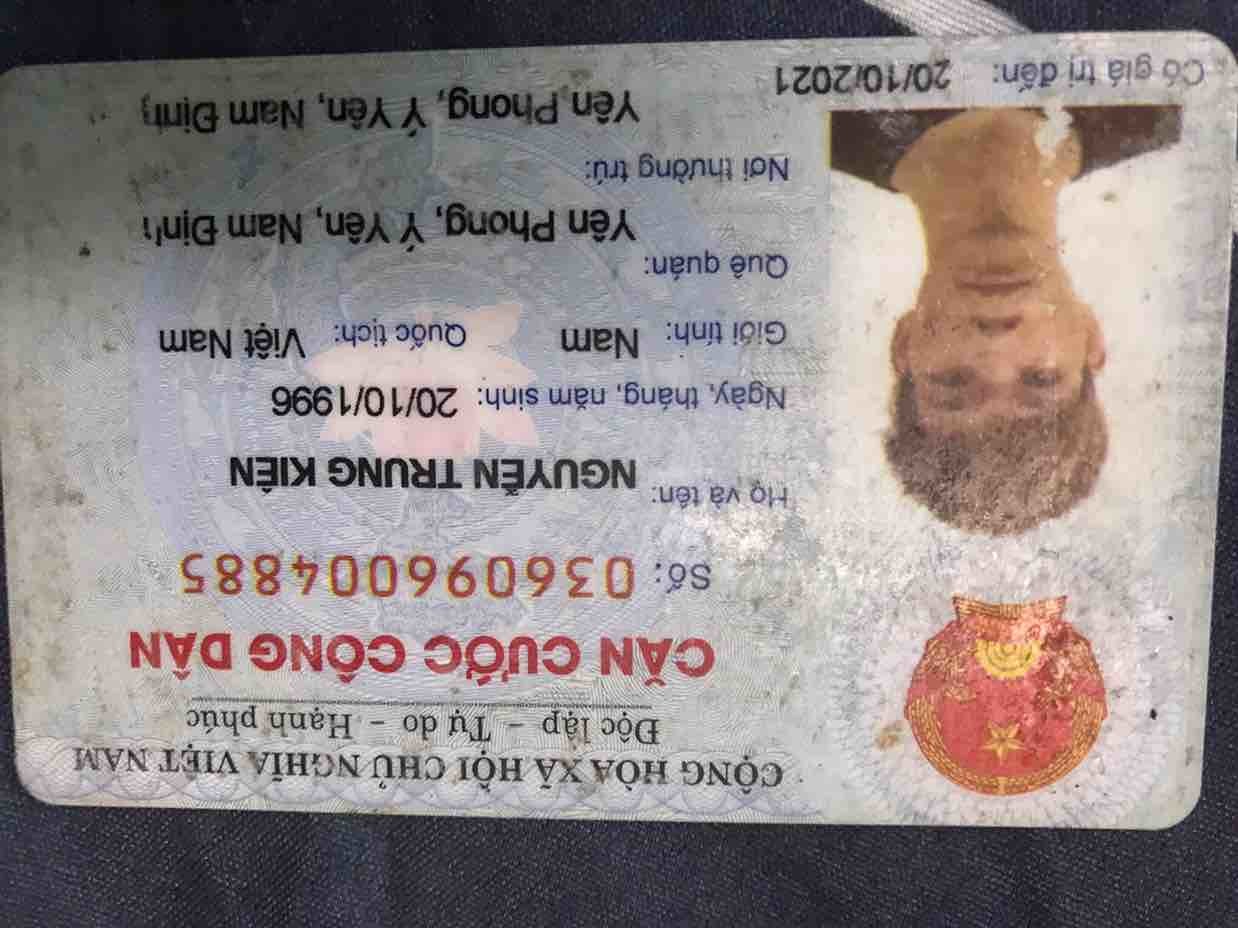 CỘNG HÒA XÃ HỘI CHỦ NGHĨA VIỆT NAM
Độc lập - Tự do - Hạnh phúc
CĂN CƯỚC CÔNG DÂN
Số: 036096004885
Họ và tên: NGUYỄN TRUNG KIÊN
Ngày, tháng, năm sinh: 20/10/1996
Giới tính: Nam Quốc tịch: Việt Nam
Quê quán:
Yên Phong, Ý Yên, Nam Định
Nơi thường trú:
Yên Phong, Ý Yên, Nam Định
Có giá trị đến: 20/10/2021